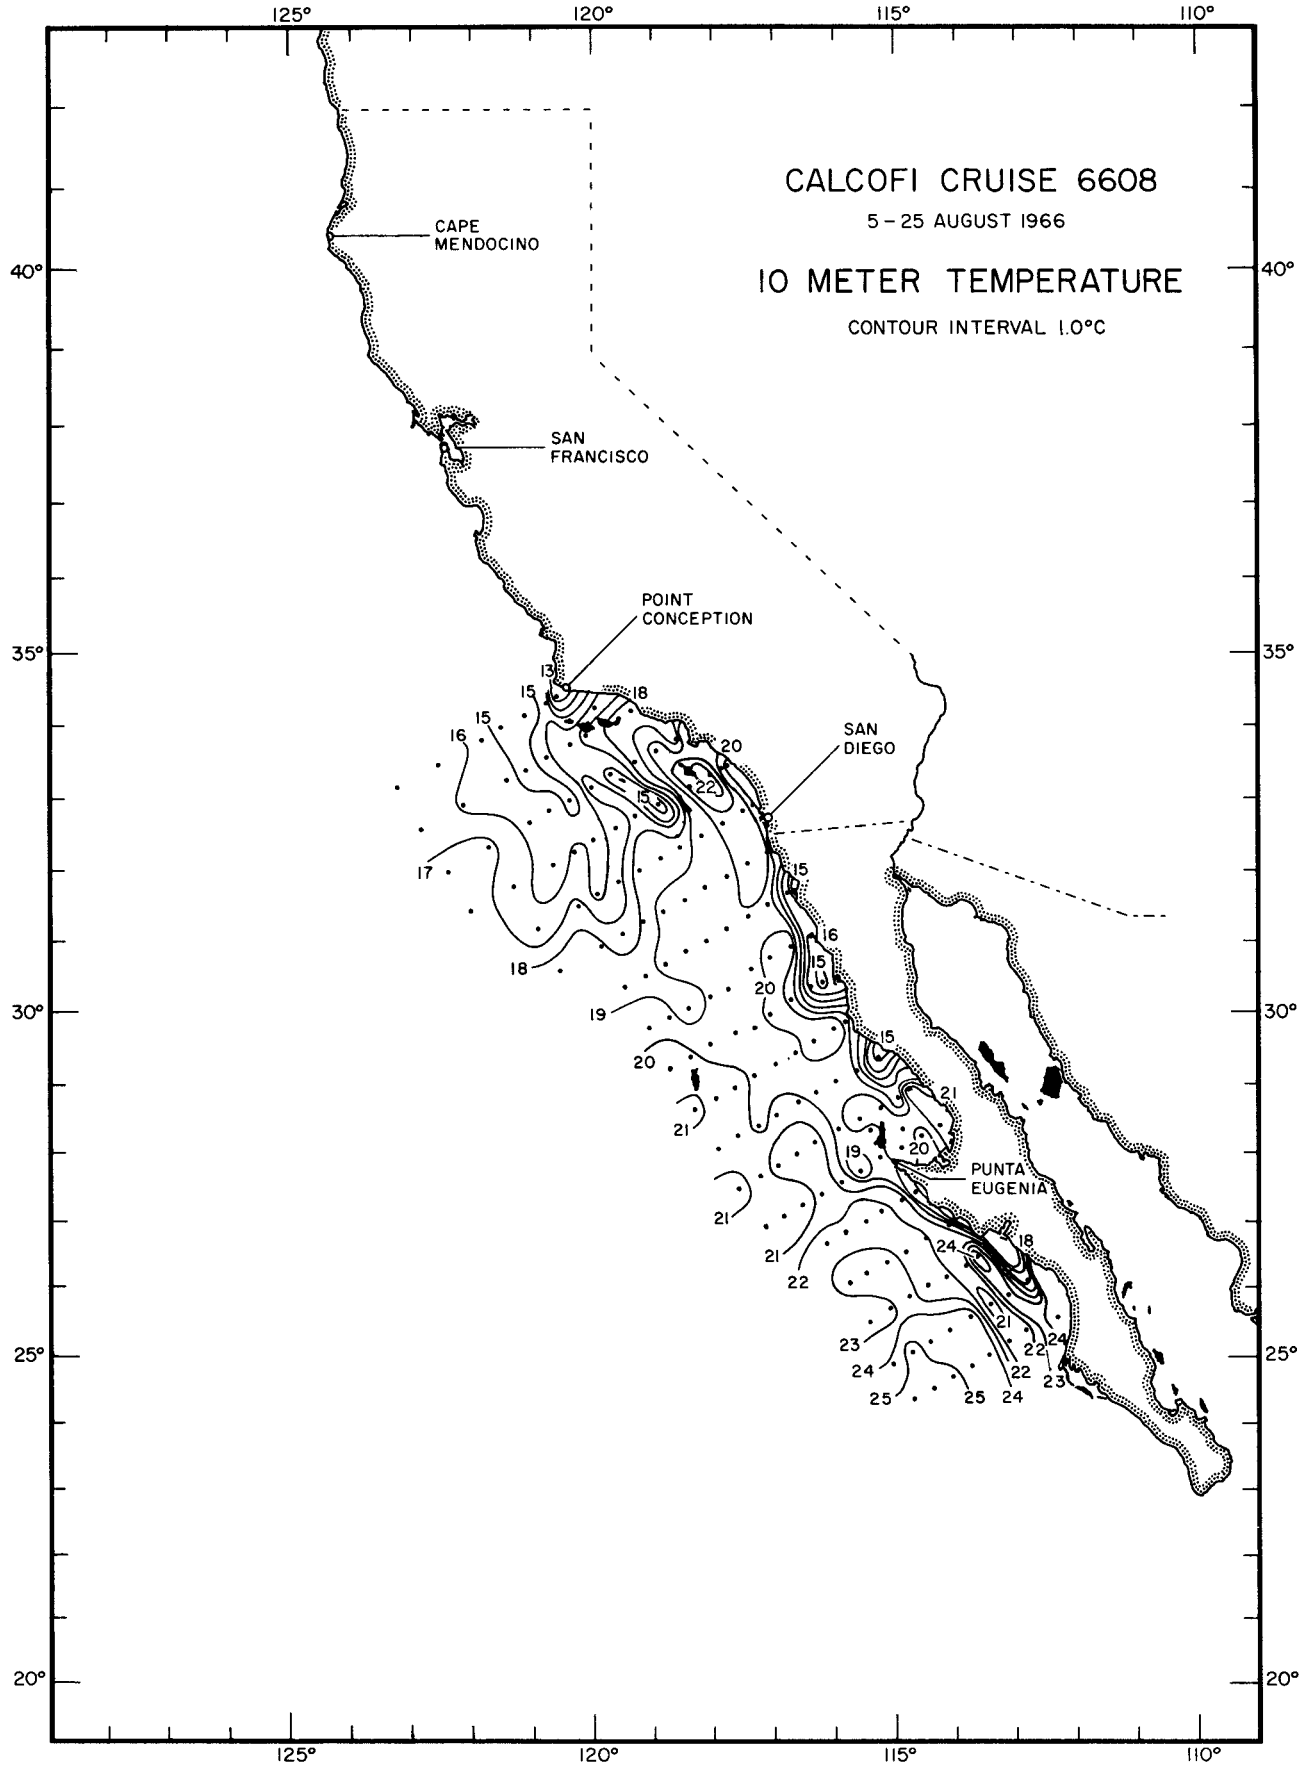 125° 120° 115° 110°
CALCOFI CRUISE 6608
5-25 AUGUST 1966
CAPE
MENDOCINO
40° 40°
10 METER TEMPERATURE
CONTOUR INTERVAL 1.0°C
SAN
FRANCISCO
POINT
CONCEPTION
35° 35°
13
15 18
15
16
SAN
DIEGO
20
22
15
17
15
16
15
18
20
19
30° 30°
15
20
21
21
20
19
PUNTA
EUGENIA
21
18
24
21
22
21
23
24
22
24
22
23
25° 25°
25
25
24
20° 20°
125° 120° 115° 110°